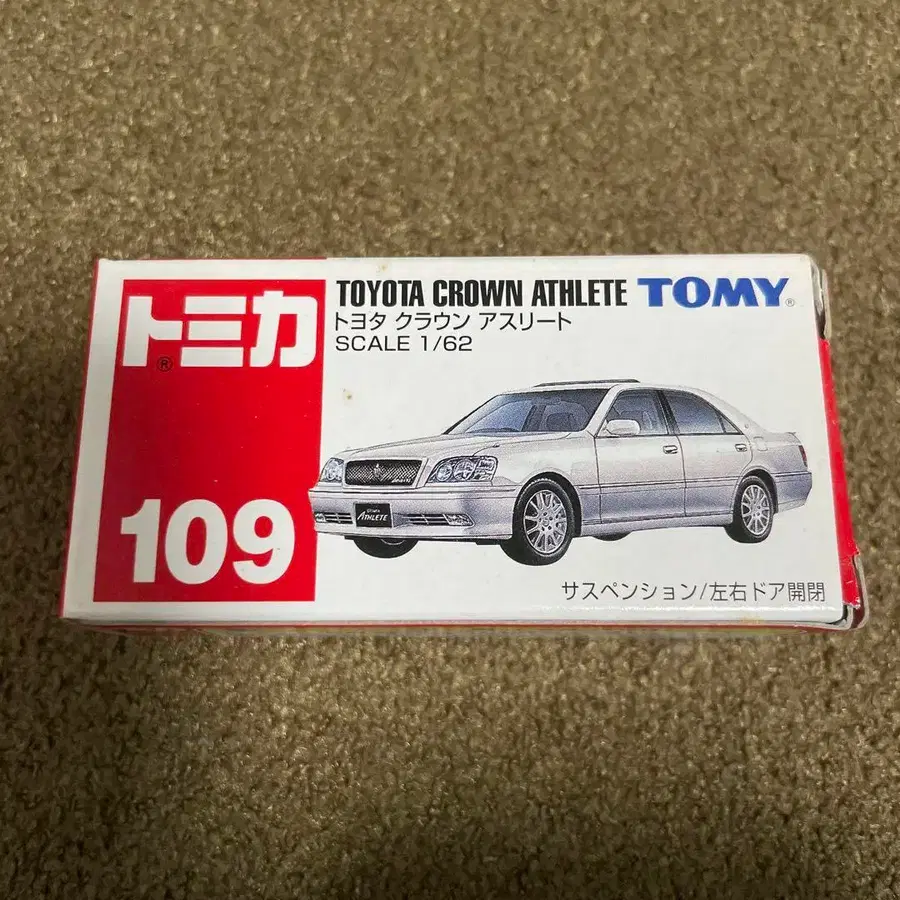 トミカ
®
109
TOYOTA CROWN ATHLETE TOMY®
トヨタ クラウン アスリート
SCALE 1/62
ATHLETE
サスペンション/左右ドア開閉